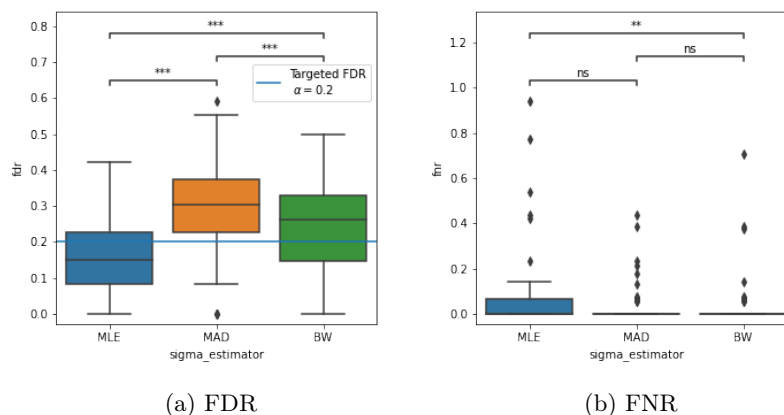 0.8
0.7
0.6
0.5
0.4
0.3
0.2
0.1
0.0
fdr
***
***
***
Targeted FDR
α = 0.2
MLE MAD BW
sigma_estimator
(a) FDR
1.2
1.0
0.8
0.6
0.4
0.2
0.0
fnr
**
ns
ns
MLE MAD BW
sigma_estimator
(b) FNR